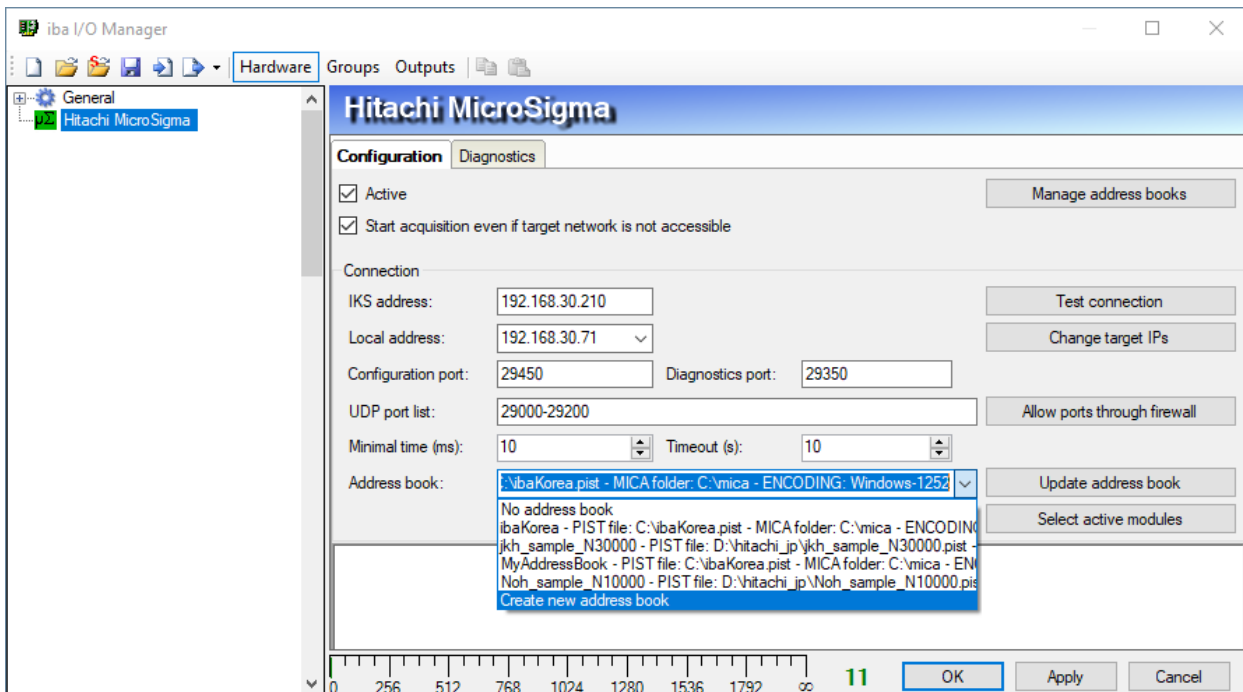 iba I/O Manager
Hardware Groups Outputs
General
μΣ Hitachi MicroSigma
Hitachi MicroSigma
Configuration Diagnostics
Active
Manage address books
Start acquisition even if target network is not accessible
Connection
IKS address: 192.168.30.210 Test connection
Local address: 192.168.30.71 Change target IPs
Configuration port: 29450 Diagnostics port: 29350
UDP port list: 29000-29200 Allow ports through firewall
Minimal time (ms): 10 Timeout (s): 10
Address book: :\ibaKorea.pist - MICA folder: C:\mica - ENCODING: Windows-1252 Update address book
No address book
Select active modules
ibaKorea - PIST file: C:\ibaKorea.pist - MICA folder: C:\mica - ENCODING
jkh_sample_N30000 - PIST file: D:\hitachi_jp\jkh_sample_N30000.pist -
MyAddressBook - PIST file: C:\ibaKorea.pist - MICA folder: C:\mica - EN
Noh_sample_N10000 - PIST file: D:\hitachi_jp\Noh_sample_N10000.pis
Create new address book
0 256 512 768 1024 1280 1536 1792 ∞ 11 OK Apply Cancel